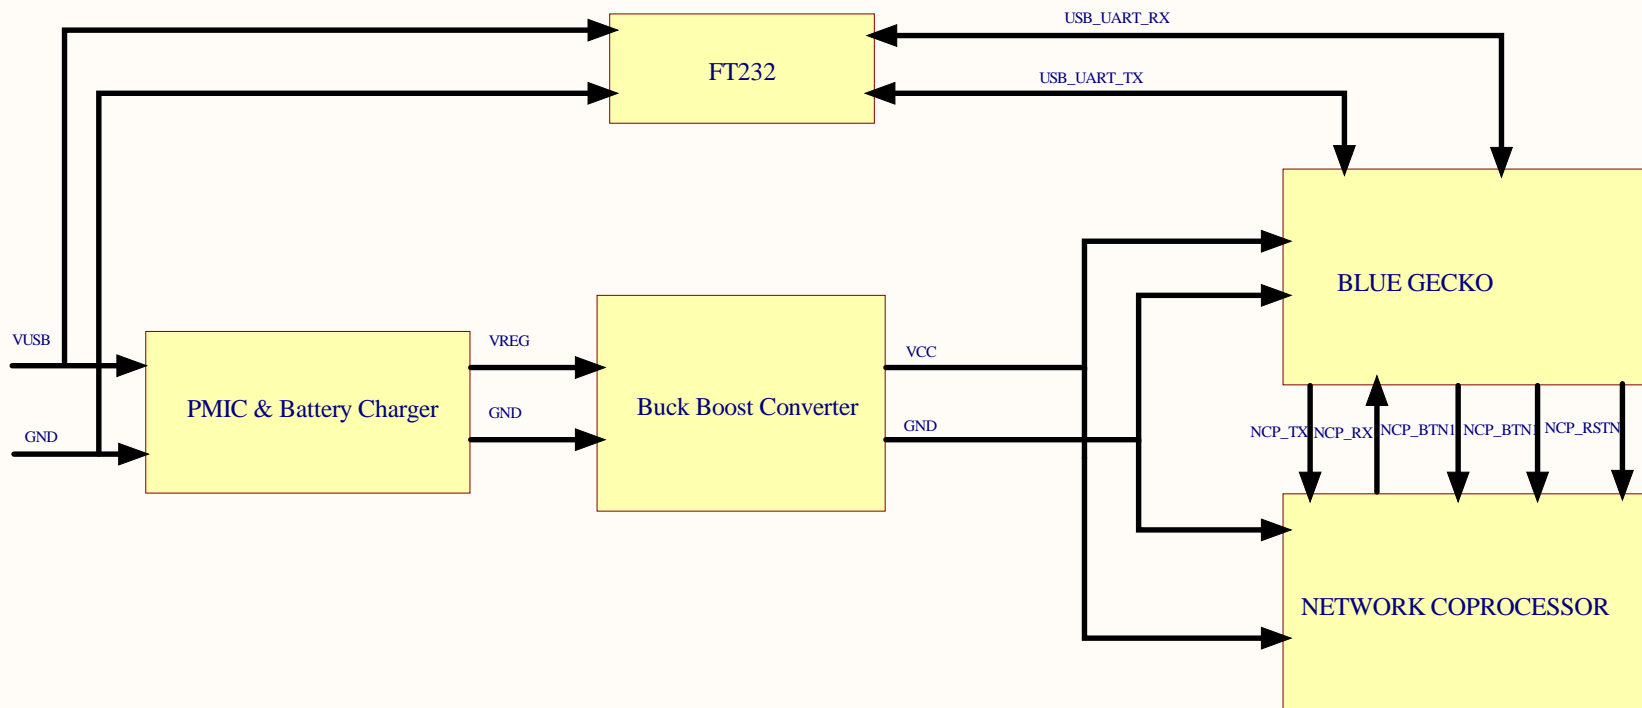 USB_UART_RX
FT232
USB_UART_TX
BLUE GECKO
VUSB
VREG
VCC
PMIC & Battery Charger
Buck Boost Converter
GND
GND
GND
NCP_TX
NCP_RX
NCP_BTN1
NCP_BTN1
NCP_RSTN
NETWORK COPROCESSOR